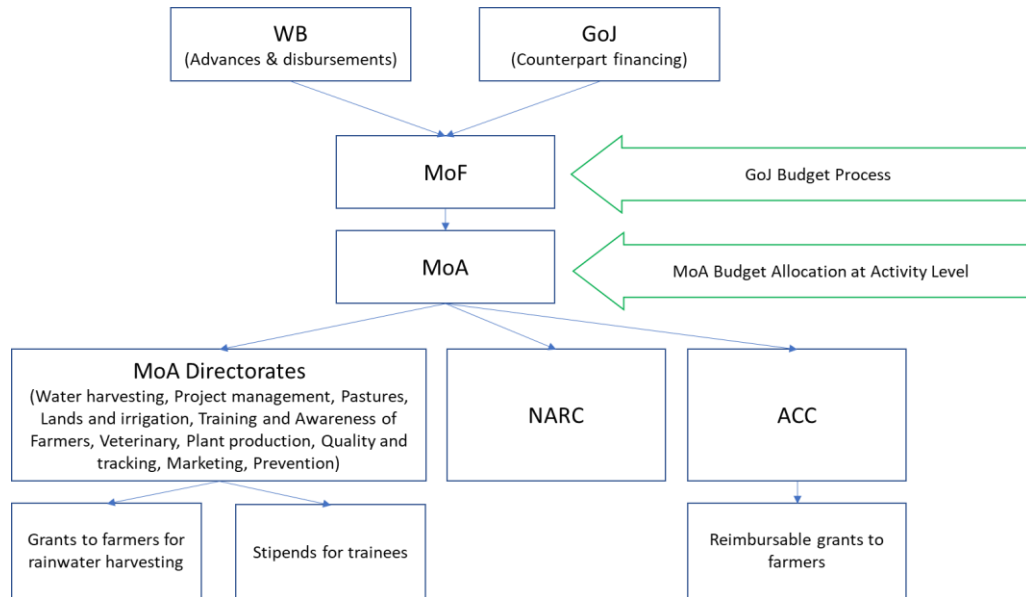 WB
(Advances & disbursements)
GoJ
(Counterpart financing)
MoF
GoJ Budget Process
MoA
MoA Budget Allocation at Activity Level
MoA Directorates
(Water harvesting, Project management, Pastures,
Lands and irrigation, Training and Awareness of
Farmers, Veterinary, Plant production, Quality and
tracking, Marketing, Prevention)
NARC
ACC
Grants to farmers for
rainwater harvesting
Stipends for trainees
Reimbursable grants to
farmers